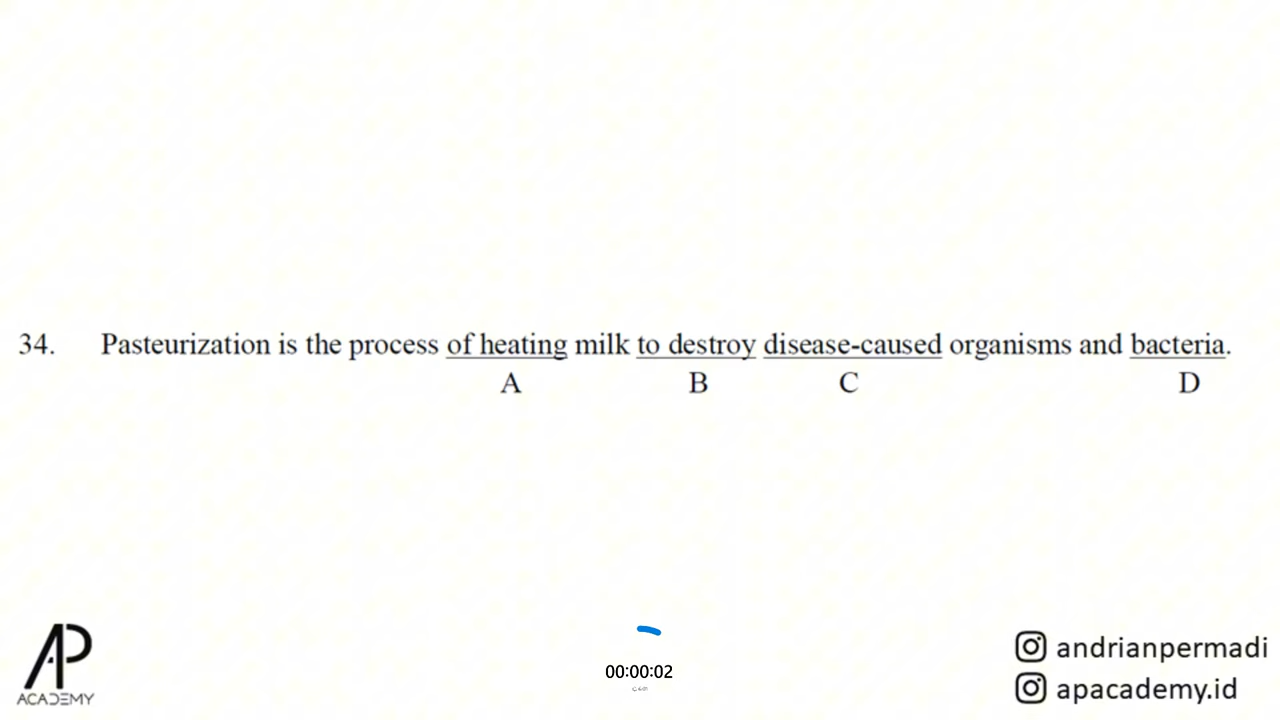 34. Pasteurization is the process of heating milk to destroy disease-caused organisms and bacteria.
A B C D
AP
ACADEMY
00:00:02
andrianpermadi
apacademy.id